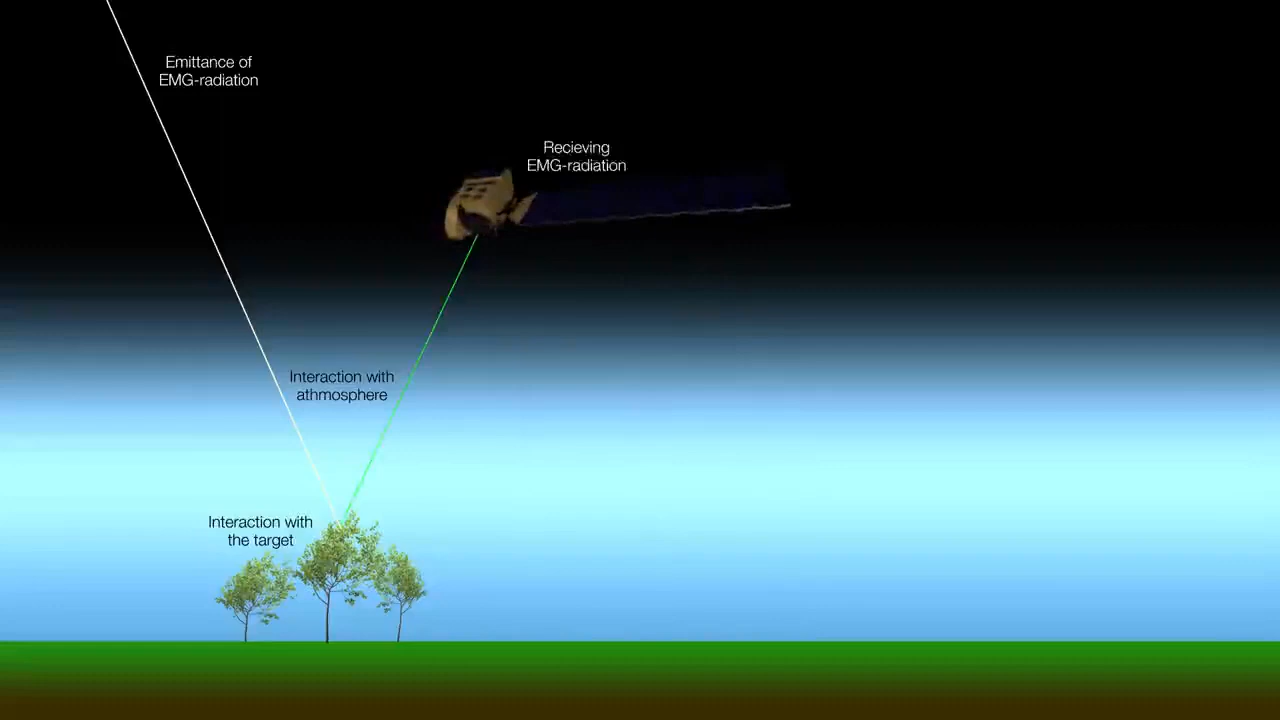 Emittance of
EMG-radiation
Recieving
EMG-radiation
Interaction with
athmosphere
Interaction with
the target